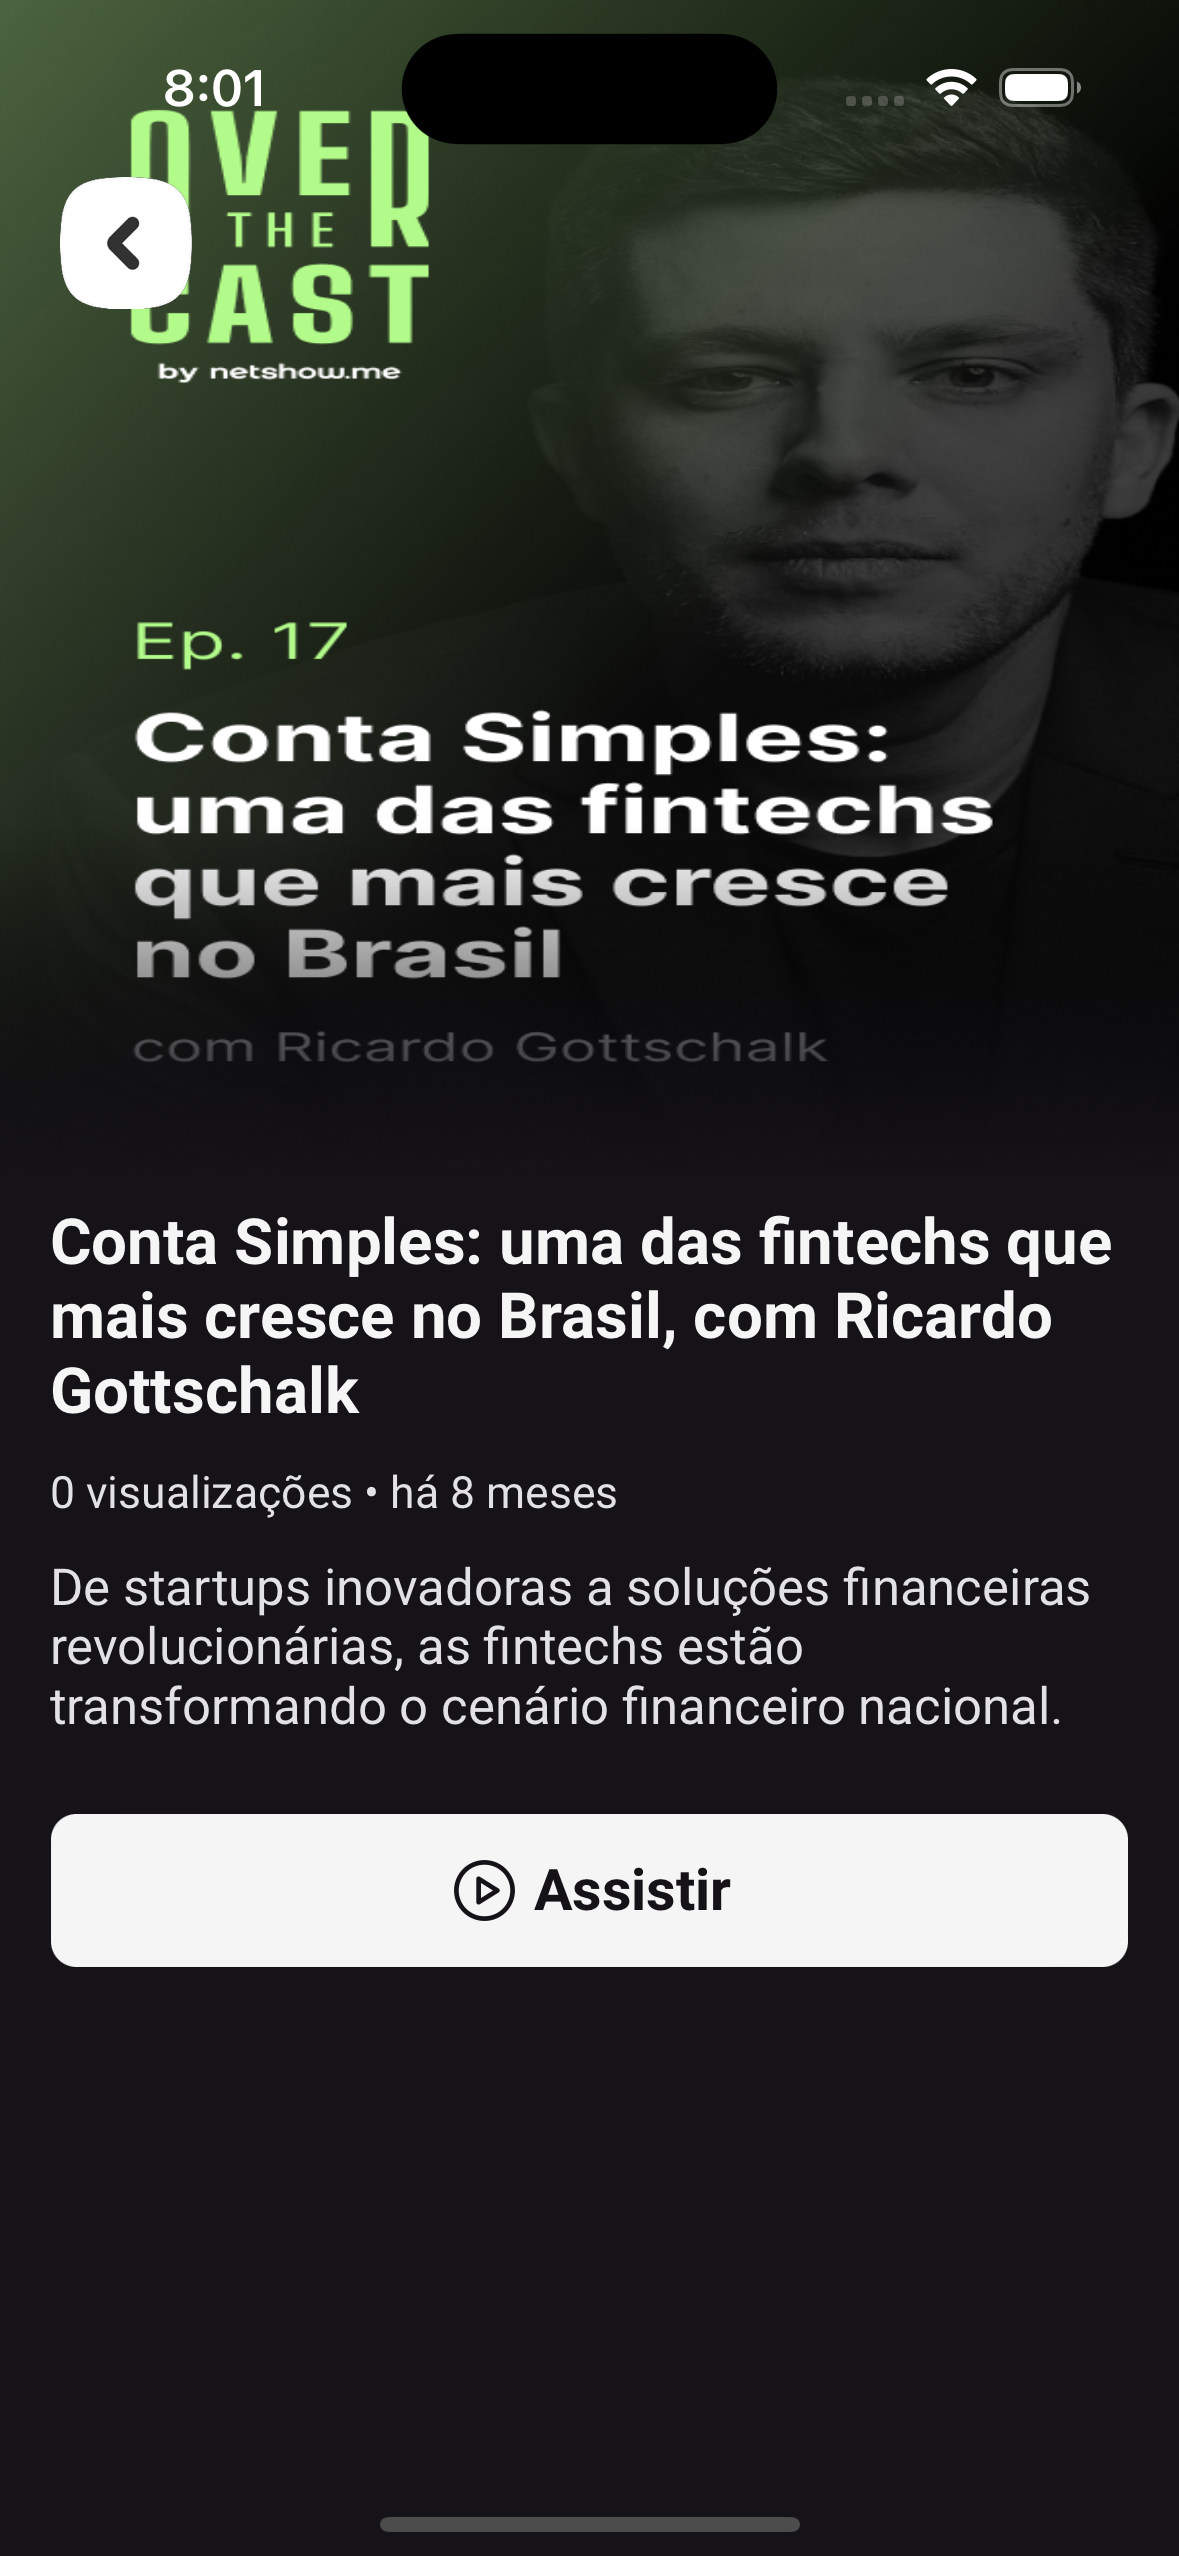 8:01
OVER
THE
CAST
by netshow.me
Ep. 17
Conta Simples:
uma das fintechs
que mais cresce
no Brasil
com Ricardo Gottschalk
Conta Simples: uma das fintechs que
mais cresce no Brasil, com Ricardo
Gottschalk
0 visualizações • há 8 meses
De startups inovadoras a soluções financeiras
revolucionárias, as fintechs estão
transformando o cenário financeiro nacional.
Assistir